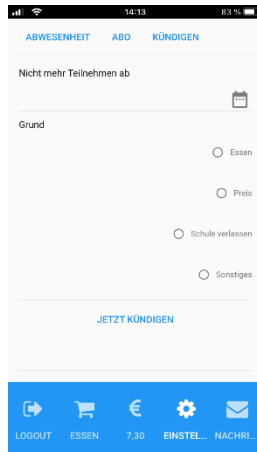 14:13 83 %
ABWESENHEIT ABO KÜNDIGEN
Nicht mehr Teilnehmen ab
Grund
Essen
Preis
Schule verlassen
Sonstiges
JETZT KÜNDIGEN
€
LOGOUT ESSEN 7,30 EINSTEL... NACHRI...